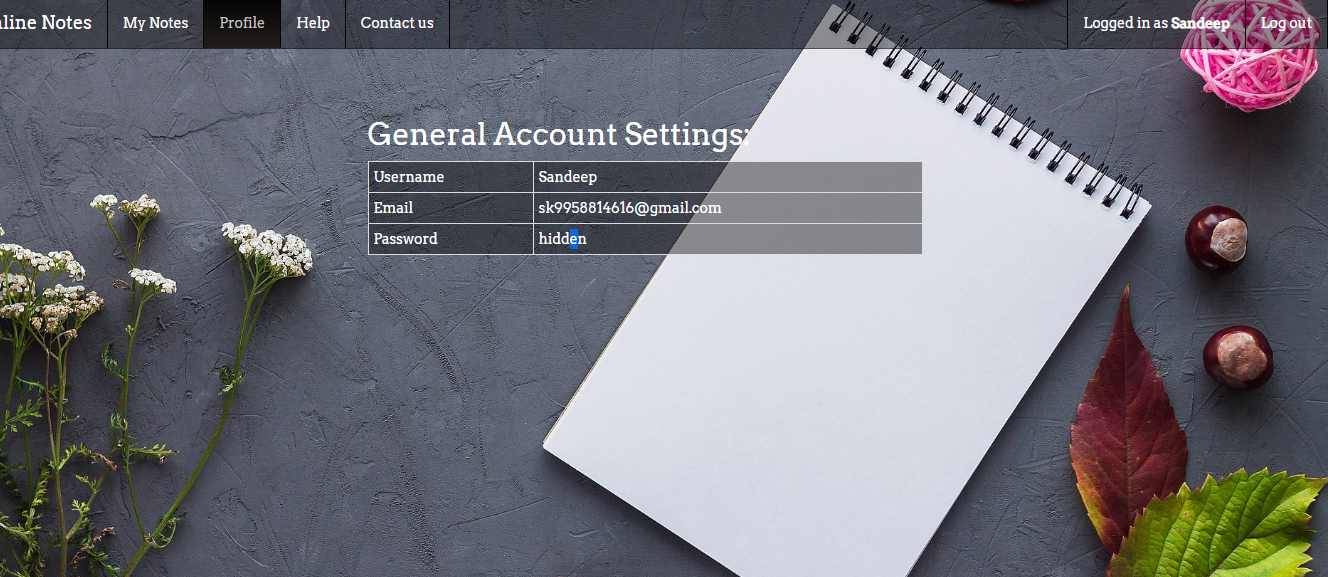 line Notes
My Notes
Profile
Help
Contact us
Logged in as Sandeep
Log out
General Account Settings:
Username Sandeep
Email sk9958814616@gmail.com
Password hidden